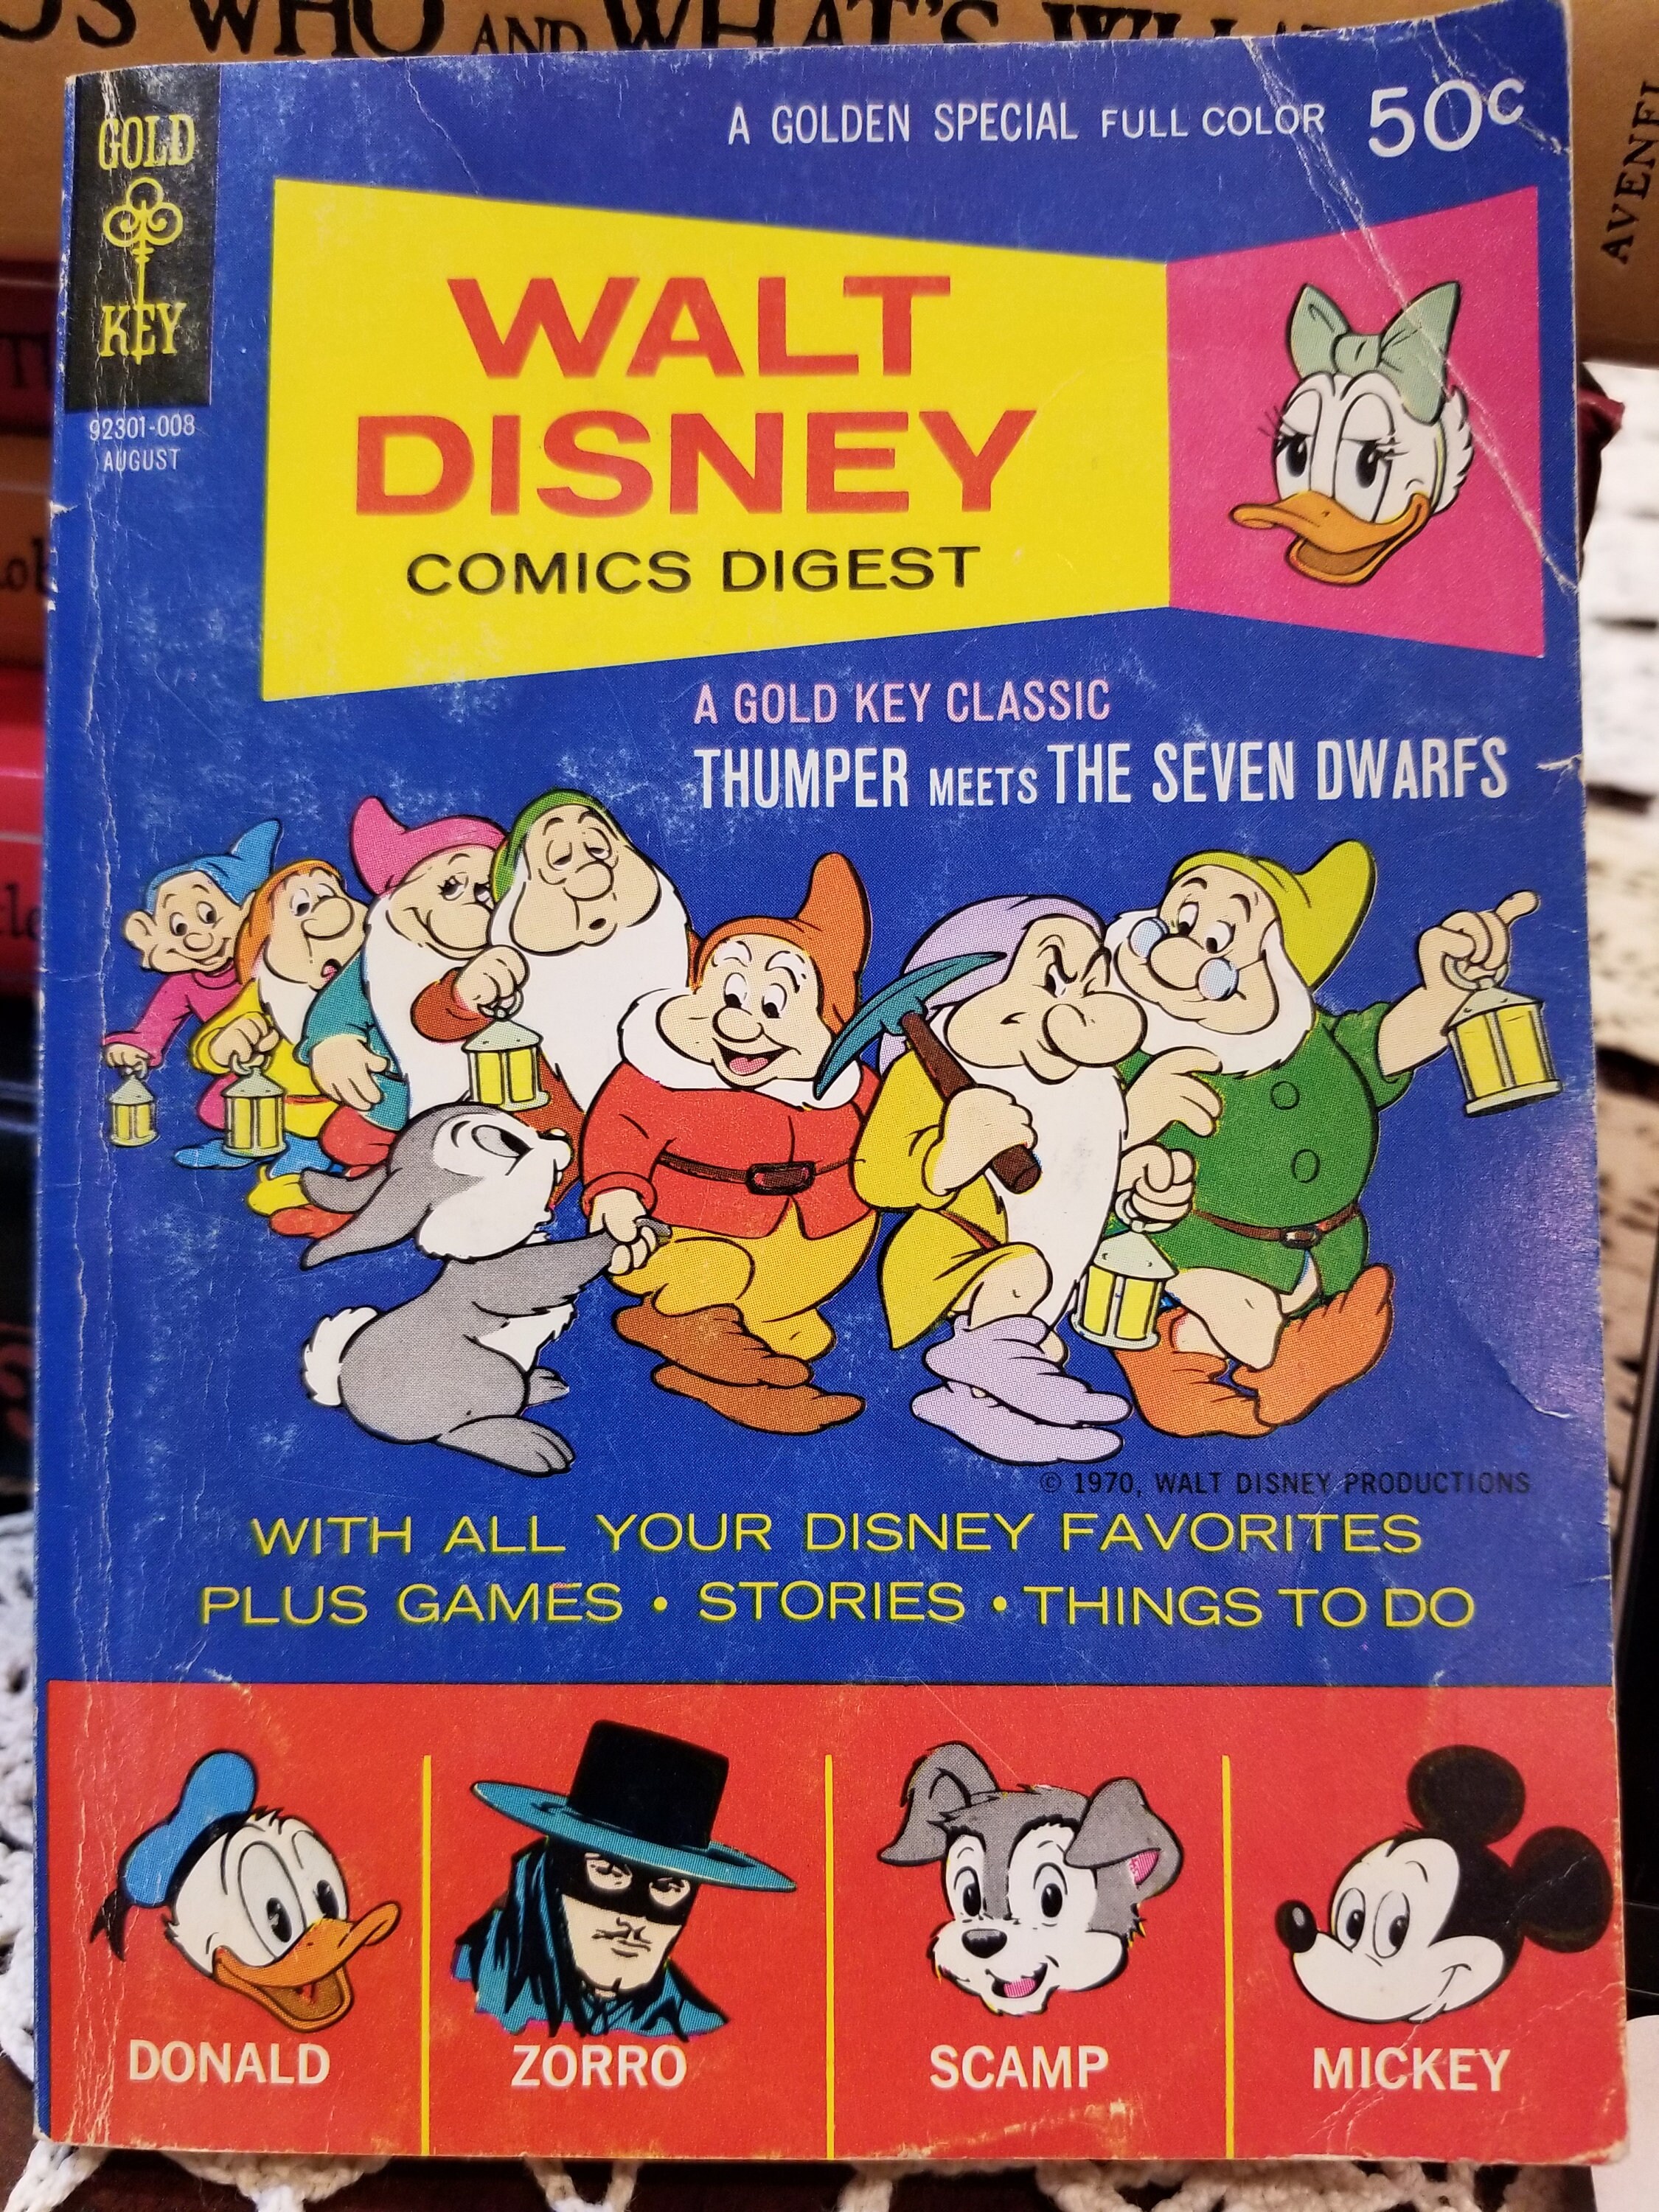 WHO AND WHAT'S
A GOLDEN SPECIAL FULL COLOR 50¢
GOLD
KEY
92301-008
AUGUST
WALT
DISNEY
COMICS DIGEST
A GOLD KEY CLASSIC
THUMPER MEETS THE SEVEN DWARFS
© 1970, WALT DISNEY PRODUCTIONS
WITH ALL YOUR DISNEY FAVORITES
PLUS GAMES • STORIES • THINGS TO DO
DONALD
ZORRO
SCAMP
MICKEY